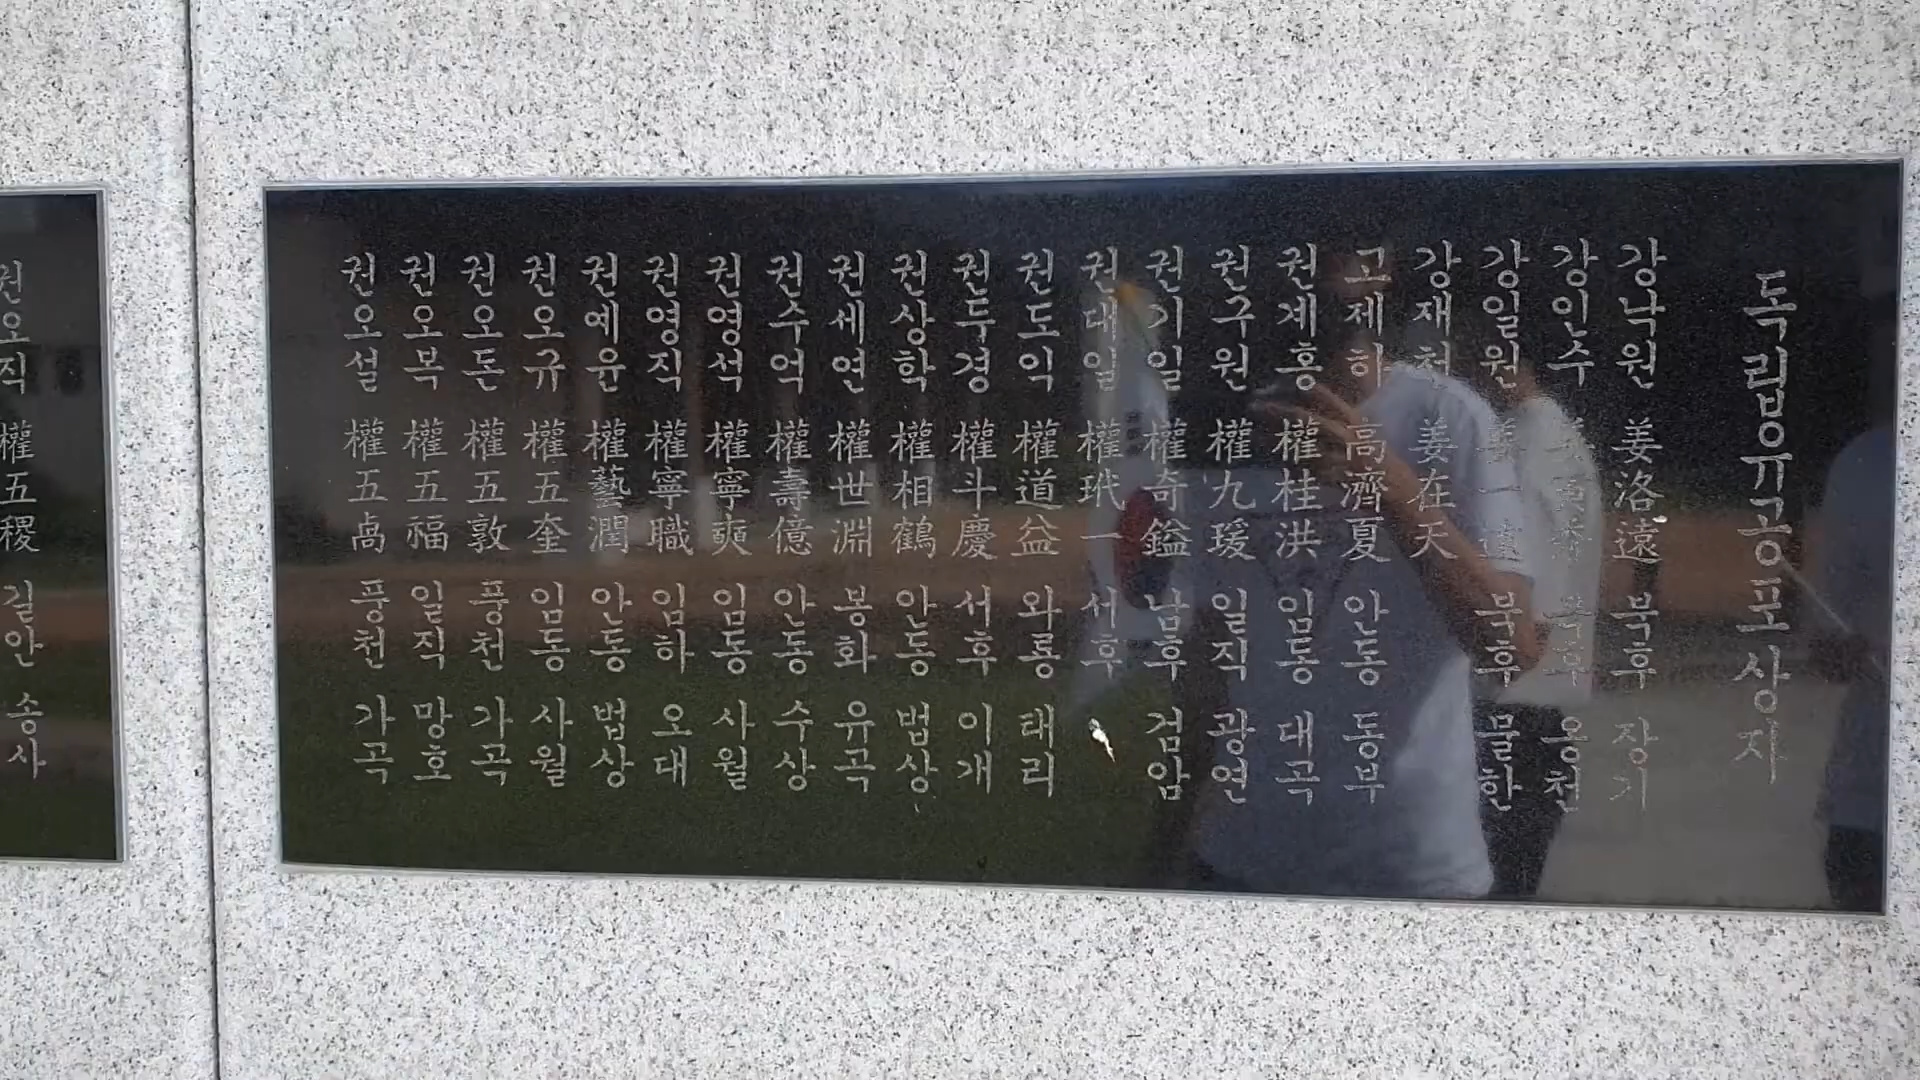 독립유공포상자
강낙원 姜洛遠 북후 장기
강인수 북후 옹천
강일원 姜一遠 북후 물한
강재천 姜在天
고제하 高濟夏 안동 동부
권계홍 權桂洪 임동 대곡
권구원 權九瑗 일직 광연
권기일 權奇鎰 남후 검암
권대일 權玳一 서후
권도익 權道益 와룡 태리
권두경 權斗慶 서후 이개
권상학 權相鶴 안동 법상
권세연 權世淵 봉화 유곡
권수억 權壽億 안동 수상
권영석 權寧奭 임동 사월
권영직 權寧職 임하 오대
권예윤 權藝潤 안동 법상
권오규 權五奎 임동 사월
권오돈 權五敦 풍천 가곡
권오복 權五福 일직 망호
권오설 權五卨 풍천 가곡
권오직 權五稷 길안 송사